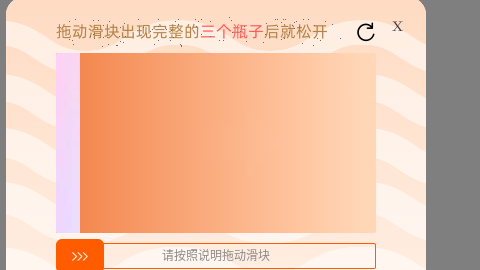 拖动滑块出现完整的三个瓶子后就松开
X
请按照说明拖动滑块